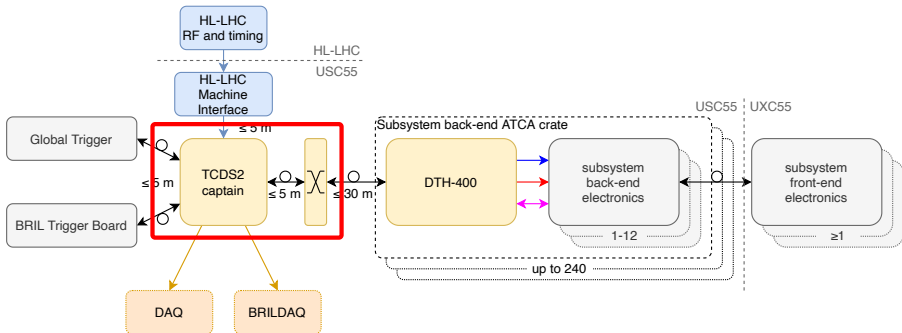 HL-LHC
RF and timing
HL-LHC
USC55
HL-LHC
Machine
Interface
≤ 5 m
Global Trigger
≤ 5 m
BRIL Trigger Board
TCDS2
captain
≤ 5 m
≤ 30 m
Subsystem back-end ATCA crate
DTH-400
subsystem
back-end
electronics
1-12
up to 240
USC55
UXC55
subsystem
front-end
electronics
≥1
DAQ
BRILDAQ